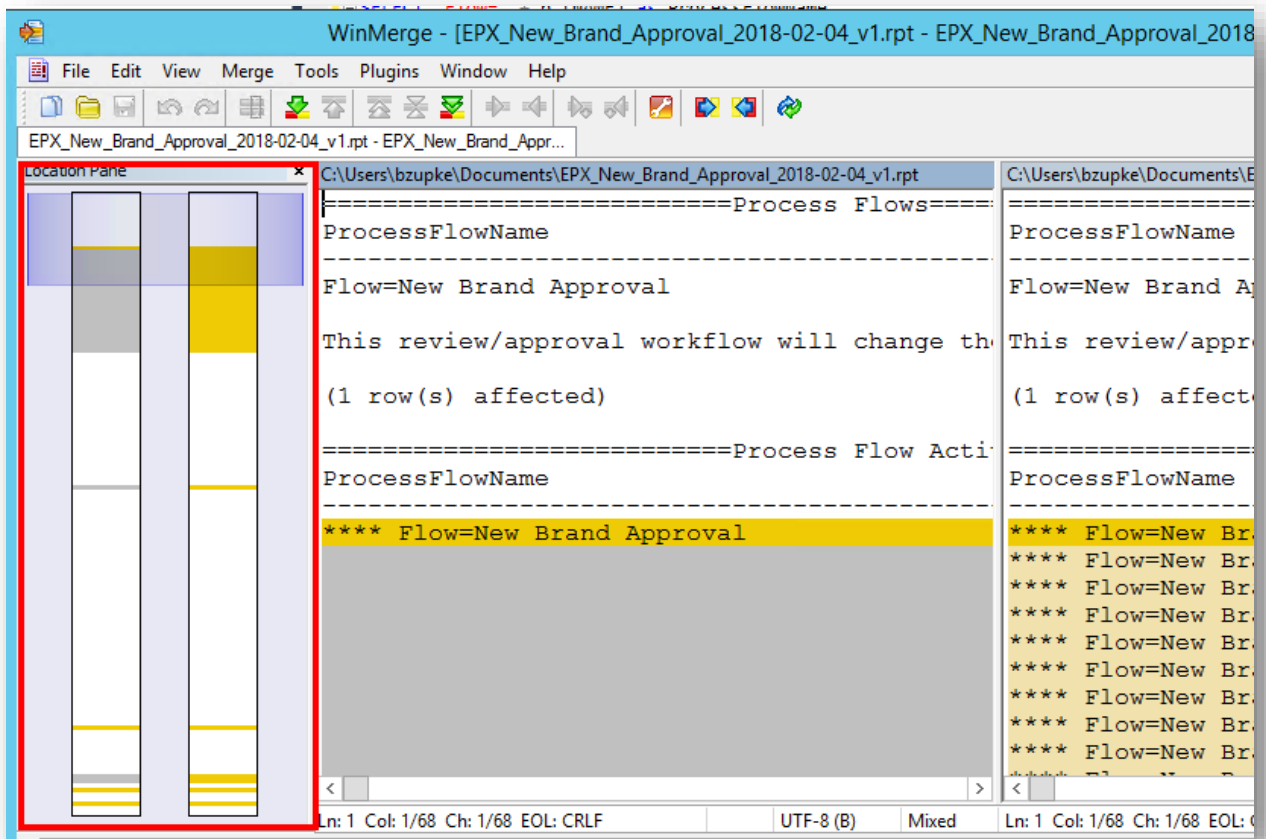 WinMerge - [EPX_New_Brand_Approval_2018-02-04_v1.rpt - EPX_New_Brand_Approval_2018
File Edit View Merge Tools Plugins Window Help
EPX_New_Brand_Approval_2018-02-04_v1.rpt - EPX_New_Brand_Appr...
Location Pane x
C:\Users\bzupke\Documents\EPX_New_Brand_Approval_2018-02-04_v1.rpt
===========================Process Flows=====
ProcessFlowName
---------------------------------------------
Flow=New Brand Approval
This review/approval workflow will change the
(1 row(s) affected)
===========================Process Flow Acti
ProcessFlowName
---------------------------------------------
**** Flow=New Brand Approval
Ln: 1 Col: 1/68 Ch: 1/68 EOL: CRLF UTF-8 (B) Mixed
C:\Users\bzupke\Documents\E
=================
ProcessFlowName
-----------------
Flow=New Brand A
This review/appr
(1 row(s) affect
=================
ProcessFlowName
-----------------
**** Flow=New Br
**** Flow=New Br
**** Flow=New Br
**** Flow=New Br
**** Flow=New Br
**** Flow=New Br
**** Flow=New Br
**** Flow=New Br
**** Flow=New Br
Ln: 1 Col: 1/68 Ch: 1/68 EOL: